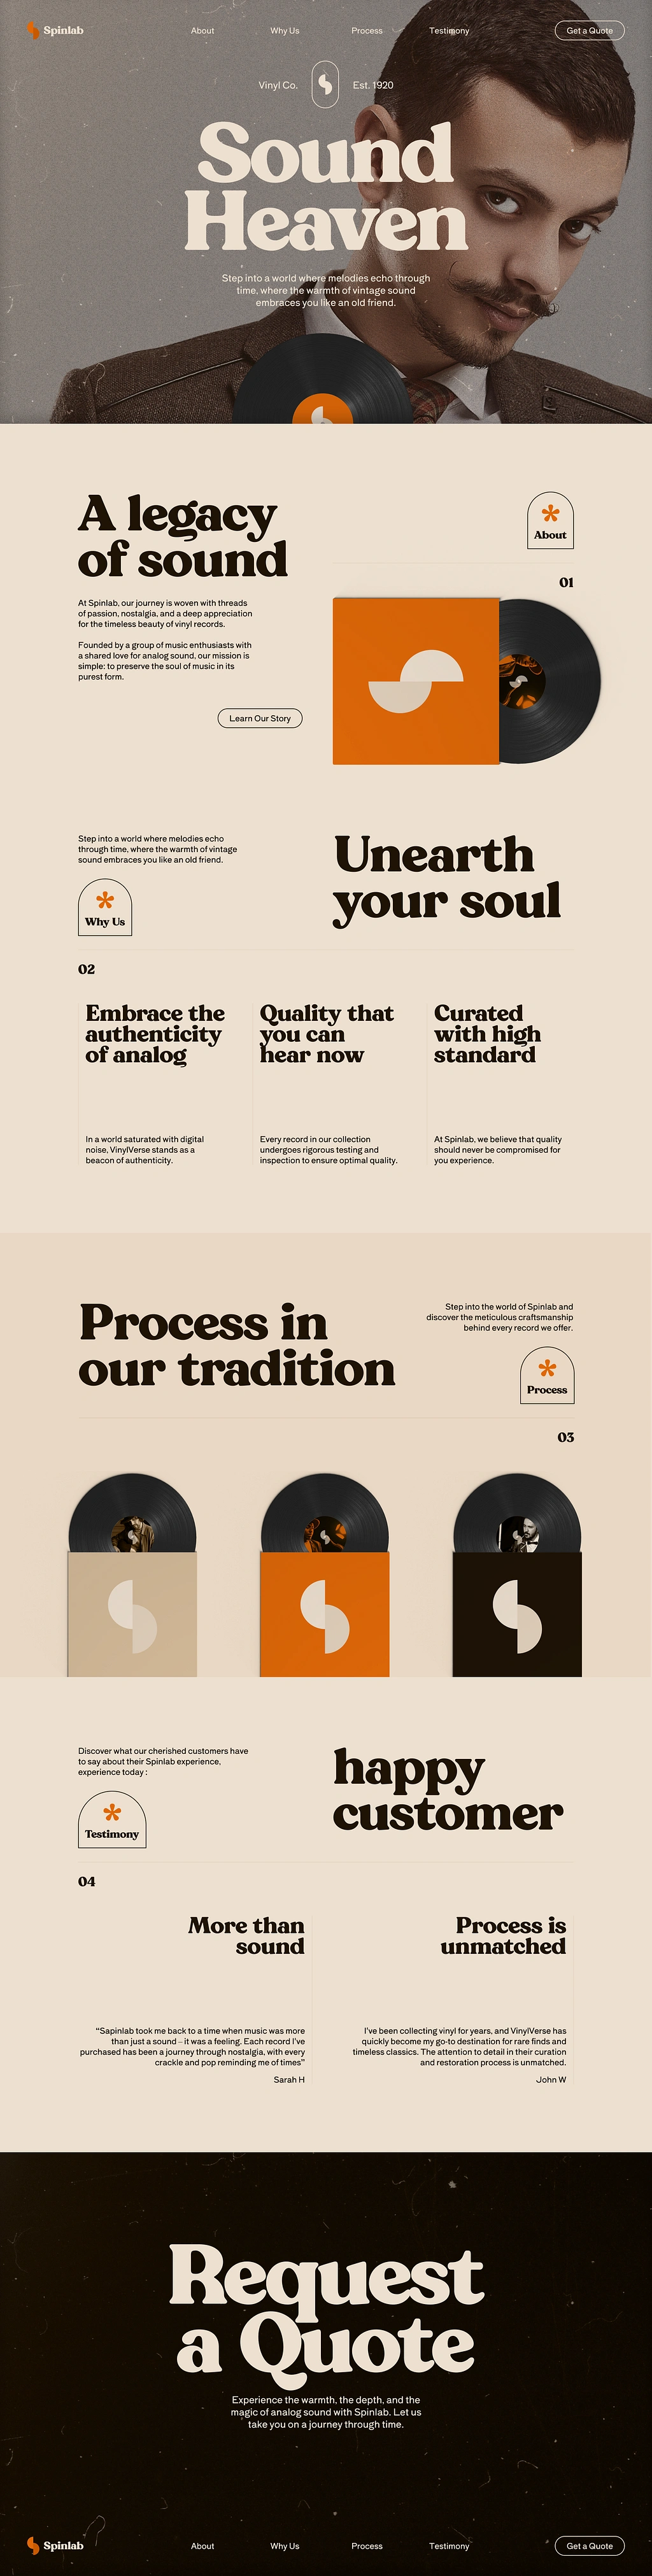 Spinlab
About
Why Us
Process
Testimony
Get a Quote
Vinyl Co.
Est. 1920
Sound
Heaven
Step into a world where melodies echo through
time, where the warmth of vintage sound
embraces you like an old friend.
A legacy
of sound
About
01
At Spinlab, our journey is woven with threads
of passion, nostalgia, and a deep appreciation
for the timeless beauty of vinyl records.
Founded by a group of music enthusiasts with
a shared love for analog sound, our mission is
simple: to preserve the soul of music in its
purest form.
Learn Our Story
Step into a world where melodies echo
through time, where the warmth of vintage
sound embraces you like an old friend.
Why Us
Unearth
your soul
02
Embrace the
authenticity
of analog
In a world saturated with digital
noise, VinylVerse stands as a
beacon of authenticity.
Quality that
you can
hear now
Every record in our collection
undergoes rigorous testing and
inspection to ensure optimal quality.
Curated
with high
standard
At Spinlab, we believe that quality
should never be compromised for
you experience.
Process in
our tradition
Step into the world of Spinlab and
discover the meticulous craftsmanship
behind every record we offer.
Process
03
Discover what our cherished customers have
to say about their Spinlab experience,
experience today :
Testimony
happy
customer
04
More than
sound
“Sapinlab took me back to a time when music was more
than just a sound – it was a feeling. Each record I've
purchased has been a journey through nostalgia, with every
crackle and pop reminding me of times”
Sarah H
Process is
unmatched
I've been collecting vinyl for years, and VinylVerse has
quickly become my go-to destination for rare finds and
timeless classics. The attention to detail in their curation
and restoration process is unmatched.
John W
Request
a Quote
Experience the warmth, the depth, and the
magic of analog sound with Spinlab. Let us
take you on a journey through time.
Spinlab
About
Why Us
Process
Testimony
Get a Quote